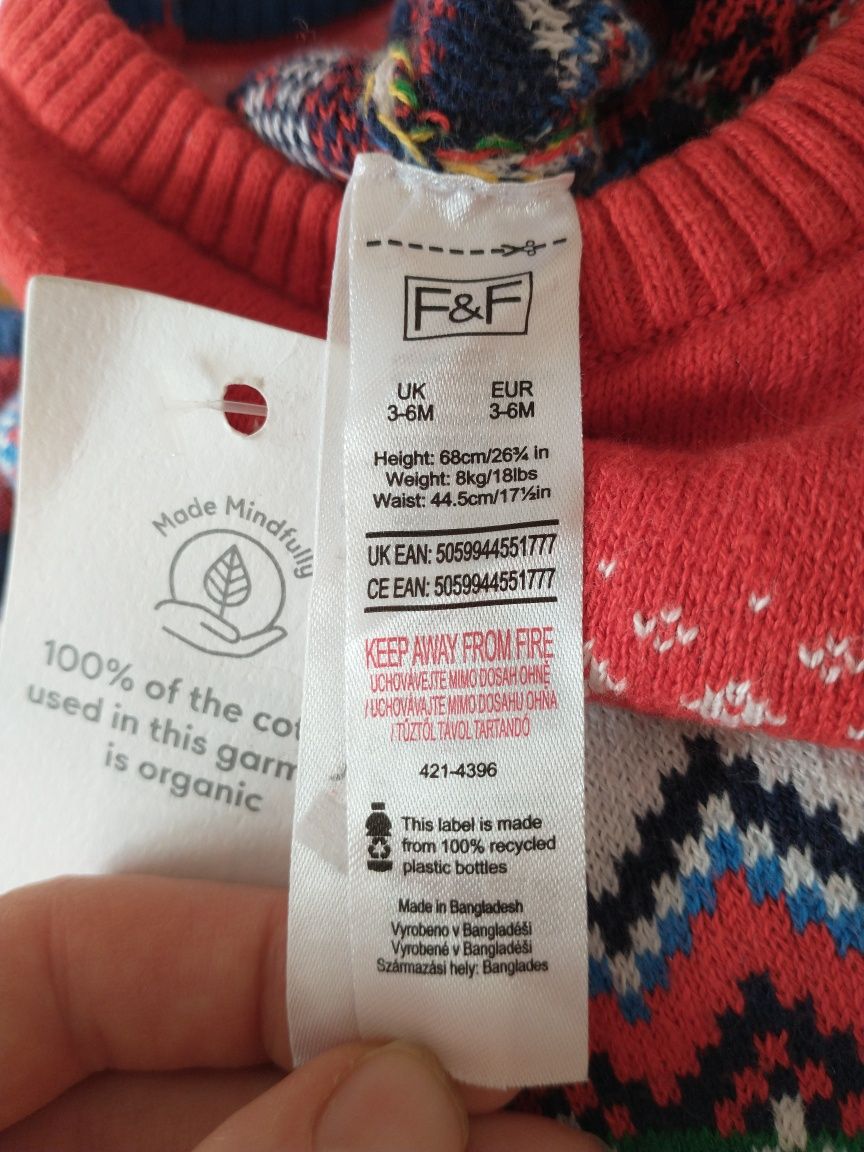 F&F
UK EUR
3-6M 3-6M
Height: 68cm/26¾ in
Weight: 8kg/18lbs
Waist: 44.5cm/17½in
UK EAN: 5059944551777
CE EAN: 5059944551777
KEEP AWAY FROM FIRE
UCHOVÁVEJTE MIMO DOSAH OHNĚ
/ UCHOVÁVAJTE MIMO DOSAHU OHŇA
/ TŰZTŐL TÁVOL TARTANDÓ
421-4396
This label is made
from 100% recycled
plastic bottles
Made in Bangladesh
Vyrobeno v Bangladéši
Vyrobené v Bangladéši
Származási hely: Banglades
Made Mindfully
100% of the
used in this
is organic